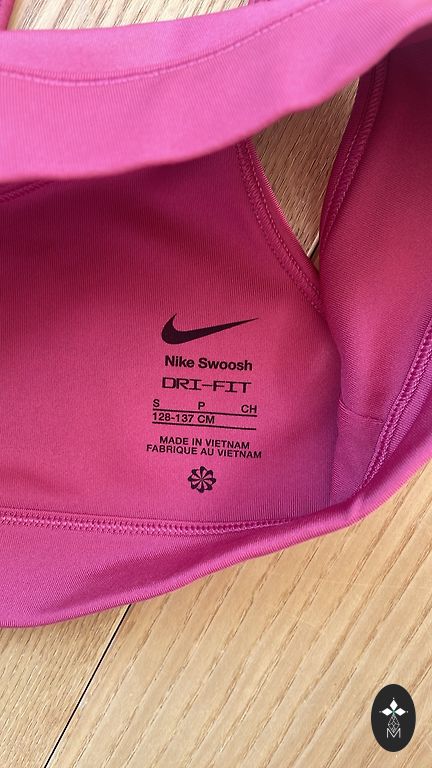 Nike Swoosh
DRI-FIT
S P CH
128-137 CM
MADE IN VIETNAM
FABRIQUE AU VIETNAM
M